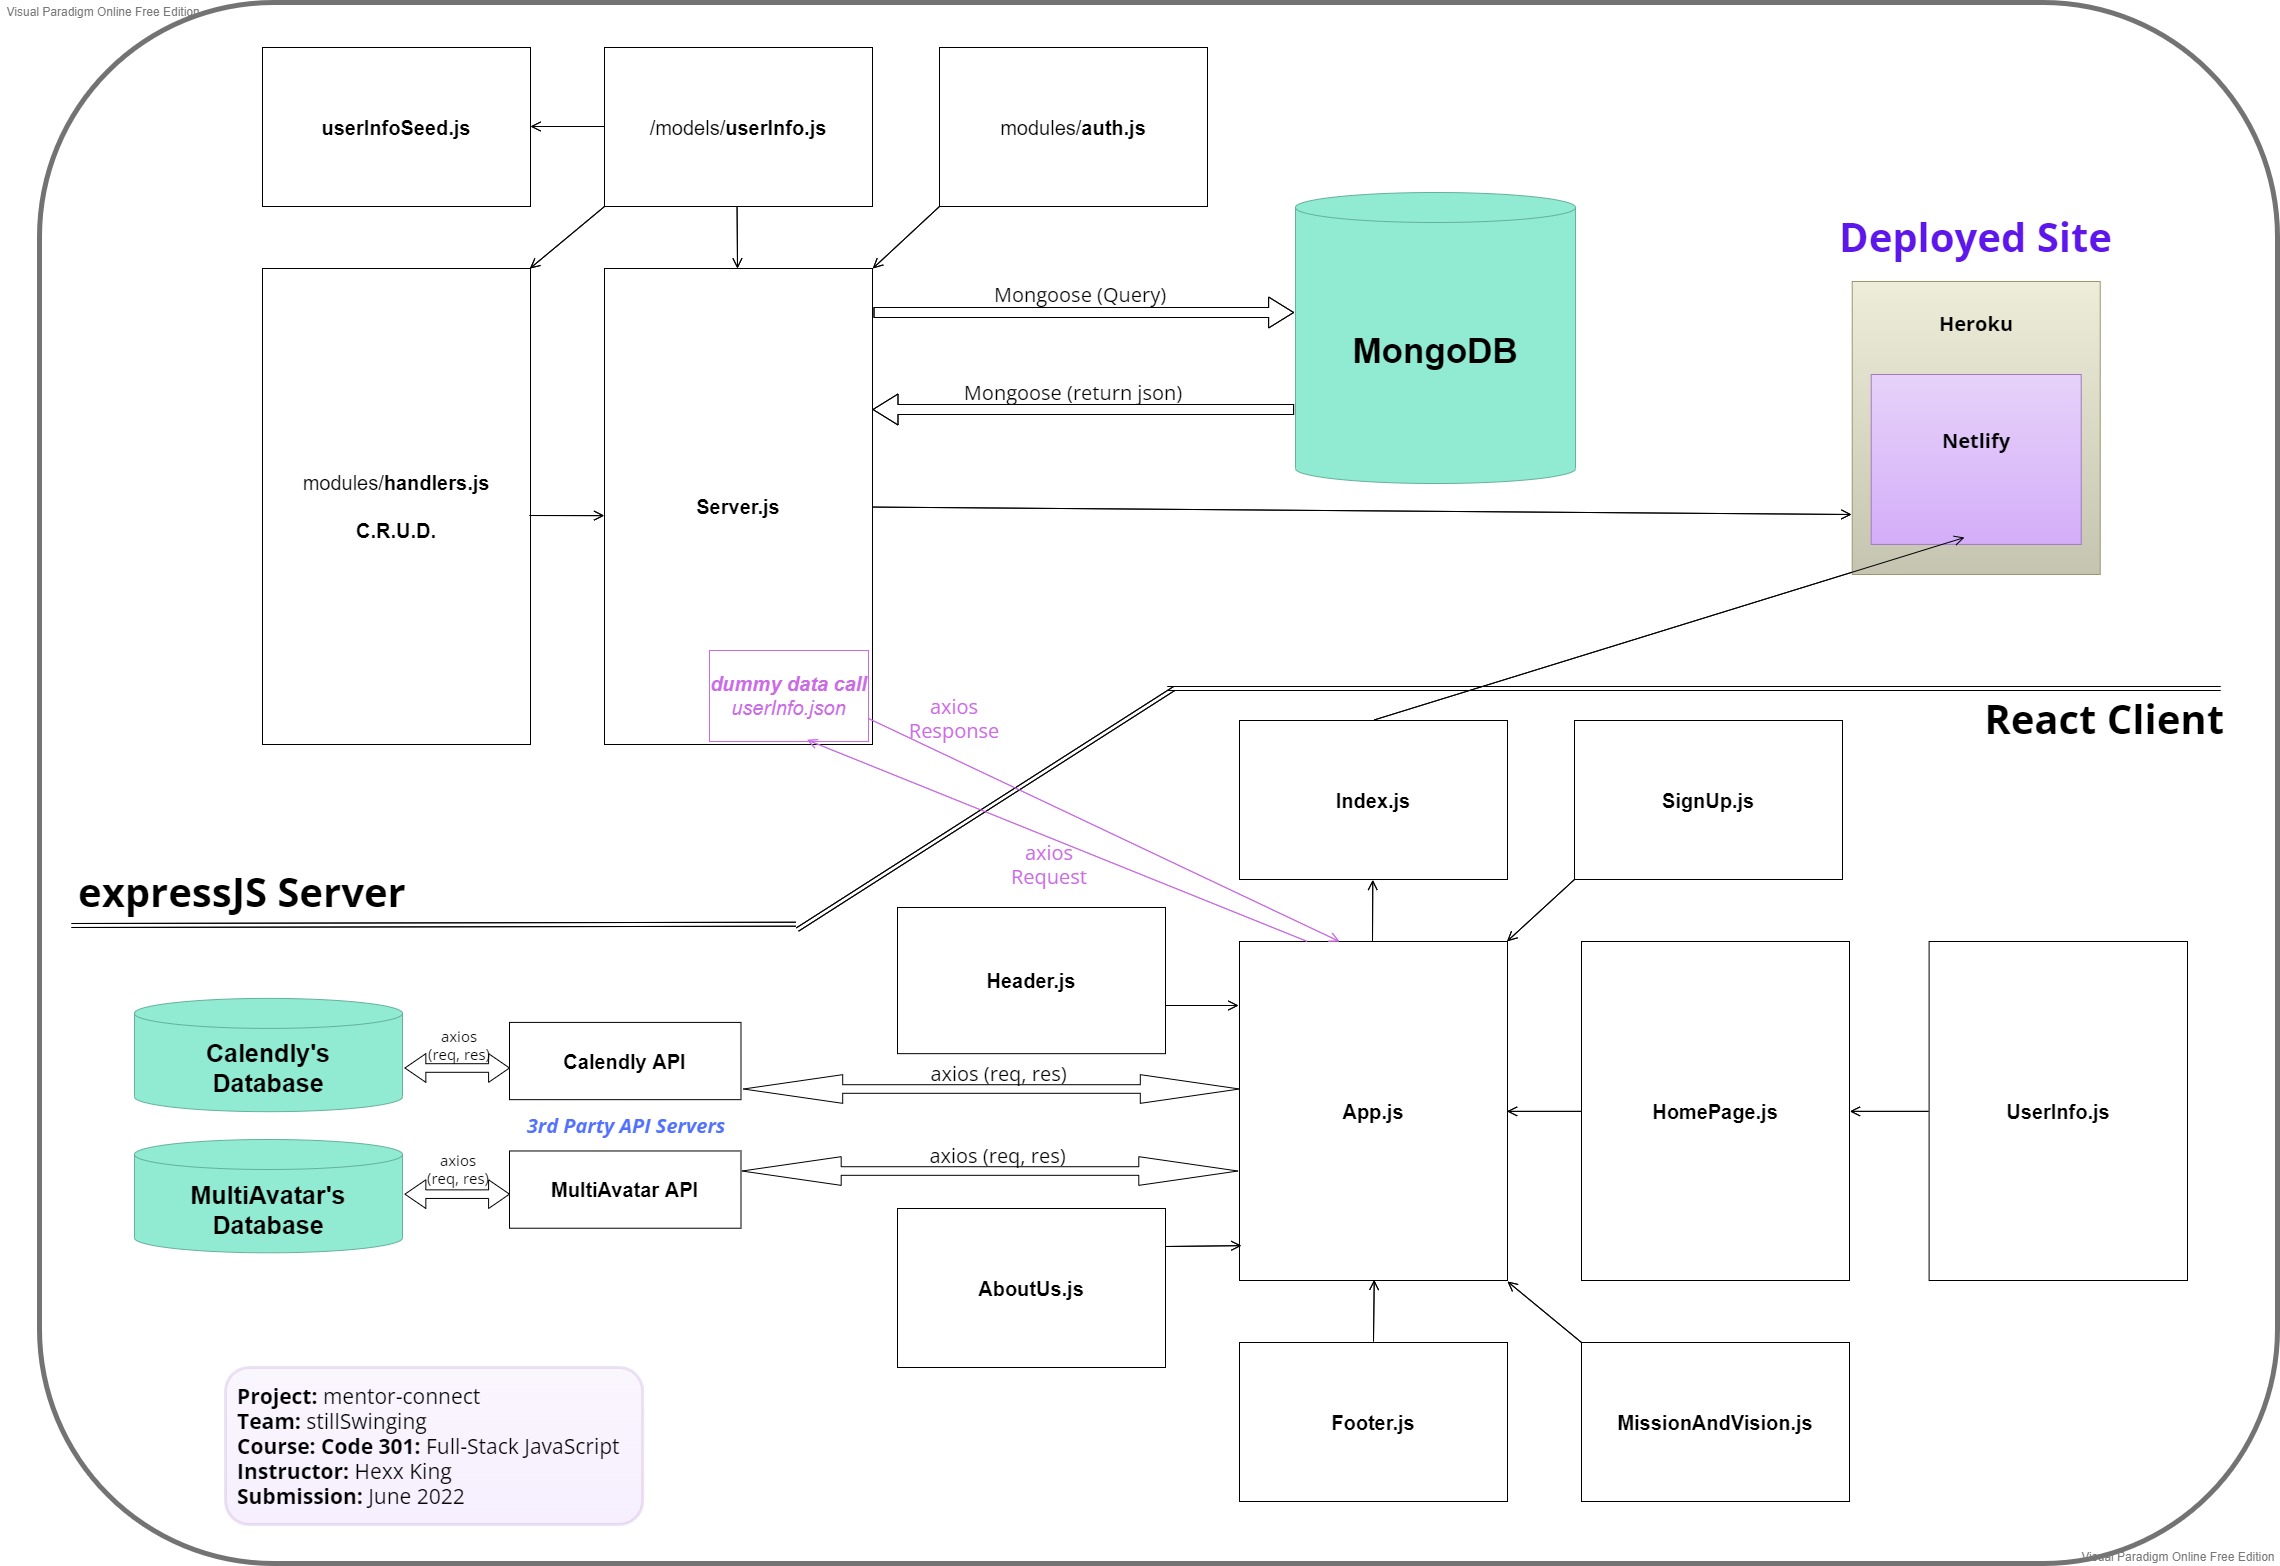 Visual Paradigm Online Free Edition
userInfoSeed.js
/models/userInfo.js
modules/auth.js
Deployed Site
Heroku
Netlify
Mongoose (Query)
MongoDB
Mongoose (return json)
modules/handlers.js
C.R.U.D.
Server.js
dummy data call
userInfo.json
axios
Response
React Client
Index.js
SignUp.js
axios
Request
expressJS Server
Header.js
Calendly's
Database
axios
(req, res)
Calendly API
axios (req, res)
App.js
HomePage.js
UserInfo.js
3rd Party API Servers
MultiAvatar's
Database
axios
(req, res)
MultiAvatar API
axios (req, res)
AboutUs.js
Footer.js
MissionAndVision.js
Project: mentor-connect
Team: stillSwinging
Course: Code 301: Full-Stack JavaScript
Instructor: Hexx King
Submission: June 2022
Visual Paradigm Online Free Edition